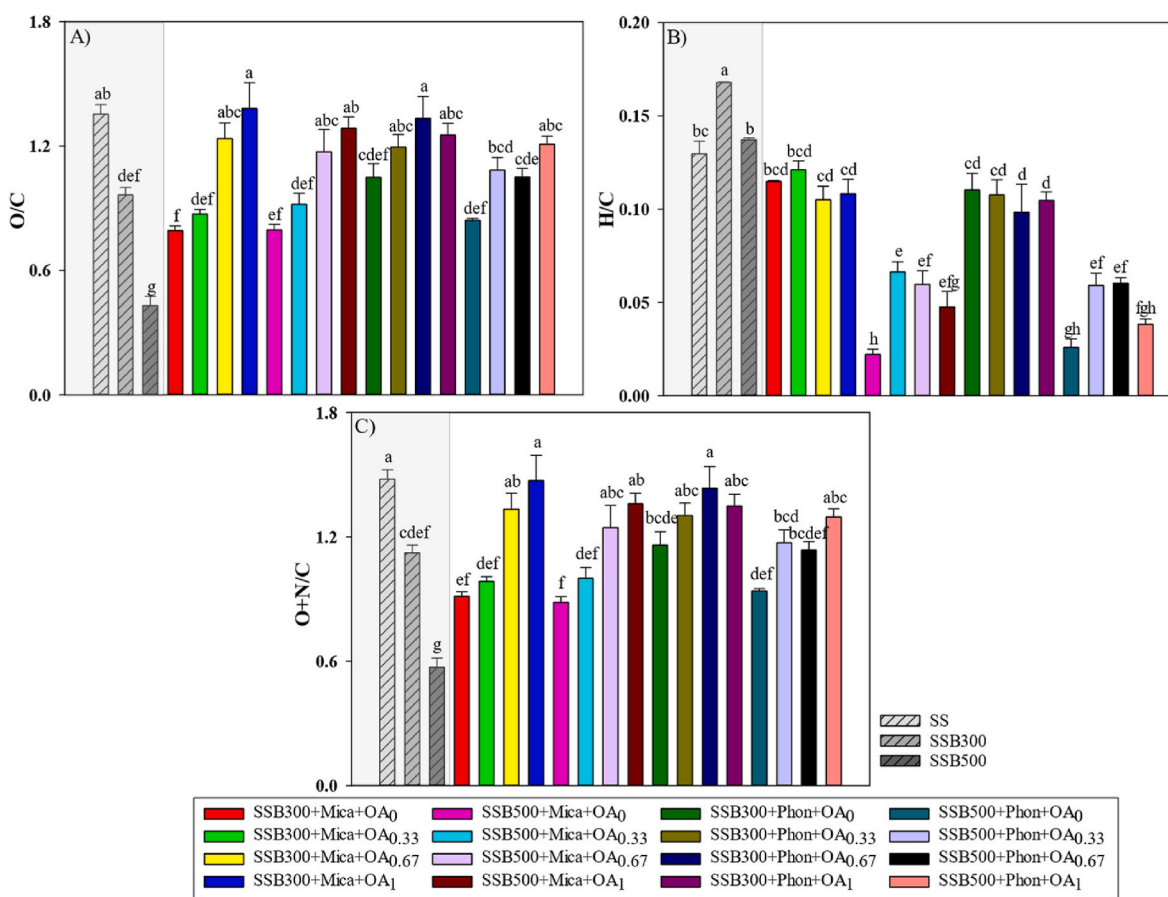 A)
O/C
1.8
1.2
0.6
0.0
ab
def
g
f
def
abc
a
ef
def
abc
ab
cdef
abc
a
abc
def
bcd
cde
abc
B)
H/C
0.20
0.15
0.10
0.05
0.00
bc
a
b
bcd
bcd
cd
cd
h
e
ef
efg
cd
cd
d
d
gh
ef
ef
fgh
C)
O+N/C
1.8
1.2
0.6
0.0
a
cdef
g
ef
def
ab
a
f
def
abc
ab
bcde
abc
a
abc
def
bcd
bcdef
abc
SS
SSB300
SSB500
SSB300+Mica+OA0 SSB500+Mica+OA0 SSB300+Phon+OA0 SSB500+Phon+OA0
SSB300+Mica+OA0.33 SSB500+Mica+OA0.33 SSB300+Phon+OA0.33 SSB500+Phon+OA0.33
SSB300+Mica+OA0.67 SSB500+Mica+OA0.67 SSB300+Phon+OA0.67 SSB500+Phon+OA0.67
SSB300+Mica+OA1 SSB500+Mica+OA1 SSB300+Phon+OA1 SSB500+Phon+OA1